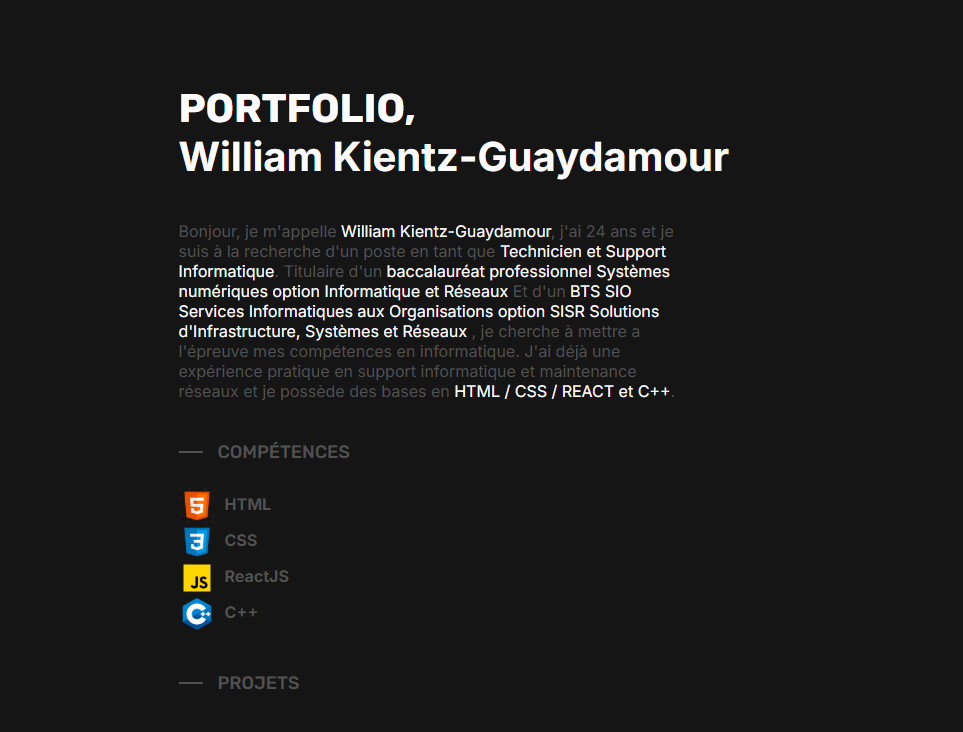 PORTFOLIO,
William Kientz-Guaydamour
Bonjour, je m'appelle William Kientz-Guaydamour, j'ai 24 ans et je
suis à la recherche d'un poste en tant que Technicien et Support
Informatique. Titulaire d'un baccalauréat professionnel Systèmes
numériques option Informatique et Réseaux Et d'un BTS SIO
Services Informatiques aux Organisations option SISR Solutions
d'Infrastructure, Systèmes et Réseaux , je cherche à mettre a
l'épreuve mes compétences en informatique. J'ai déjà une
expérience pratique en support informatique et maintenance
réseaux et je possède des bases en HTML / CSS / REACT et C++.
COMPÉTENCES
5 HTML
3 CSS
JS ReactJS
C++ C++
PROJETS